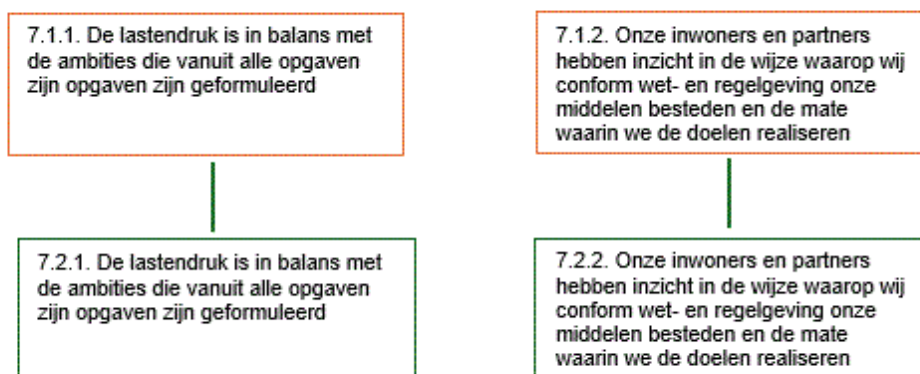 7.1.1. De lastendruk is in balans met
de ambities die vanuit alle opgaven
zijn opgaven zijn geformuleerd
7.1.2. Onze inwoners en partners
hebben inzicht in de wijze waarop wij
conform wet- en regelgeving onze
middelen besteden en de mate
waarin we de doelen realiseren
7.2.1. De lastendruk is in balans met
de ambities die vanuit alle opgaven
zijn opgaven zijn geformuleerd
7.2.2. Onze inwoners en partners
hebben inzicht in de wijze waarop wij
conform wet- en regelgeving onze
middelen besteden en de mate
waarin we de doelen realiseren